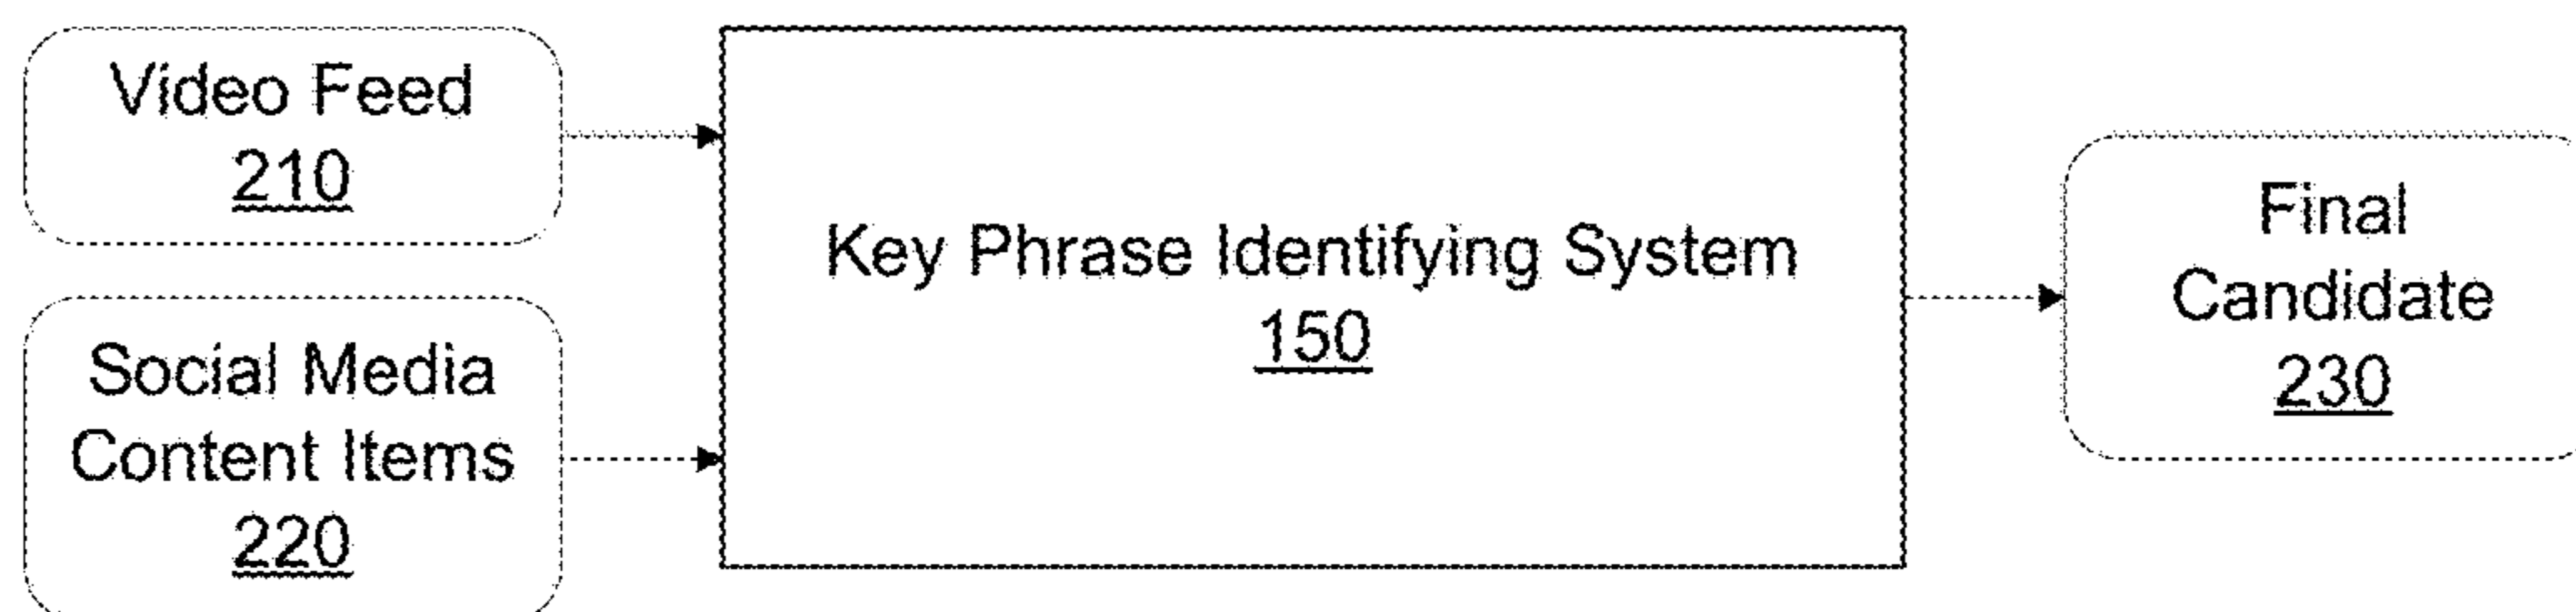 Video Feed
210
Social Media
Content Items
220
Key Phrase Identifying System
150
Final
Candidate
230